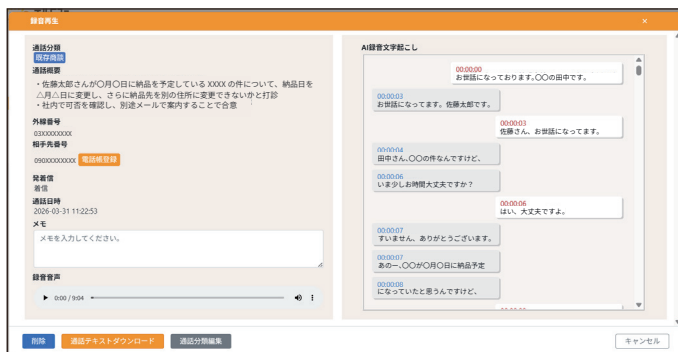 録音再生
×
通話分類
既存商談
通話概要
・佐藤太郎さんが〇月〇日に納品を予定している XXXX の件について、納品日を
△月△日に変更し、さらに納品先を別の住所に変更できないかと打診
・社内で可否を確認し、別途メールで案内することで合意
外線番号
03XXXXXXXX
相手先番号
090XXXXXXXX 電話帳登録
発着信
着信
通話日時
2026-03-31 11:22:53
メモ
メモを入力してください。
録音音声
0:00 / 9:04
AI録音文字起こし
00:00:00
お世話になっております。〇〇の田中です。
00:00:03
お世話になってます。佐藤太郎です。
00:00:03
佐藤さん、お世話になってます。
00:00:04
田中さん、〇〇の件なんですけど、
00:00:06
いま少しお時間大丈夫ですか？
00:00:06
はい、大丈夫ですよ。
00:00:07
すいません、ありがとうございます。
00:00:07
あのー、〇〇が〇月〇日に納品予定
00:00:08
になっていたと思うんですけど、
削除
通話テキストダウンロード
通話分類編集
キャンセル